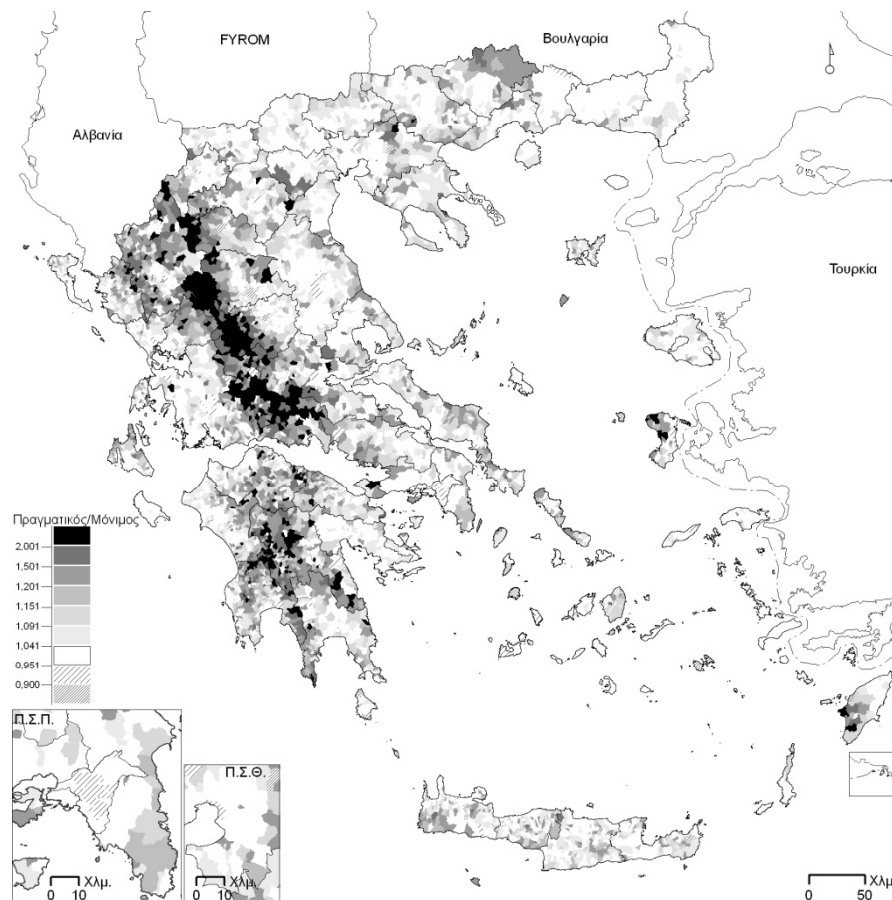 FYROM
Βουλγαρία
Αλβανία
Τουρκία
Πραγματικός/Μόνιμος
2,001
1,501
1,201
1,151
1,091
1,041
0,951
0,900
Π.Σ.Π.
Π.Σ.Θ.
0 10 Χλμ.
0 10 Χλμ.
0 50 Χλμ